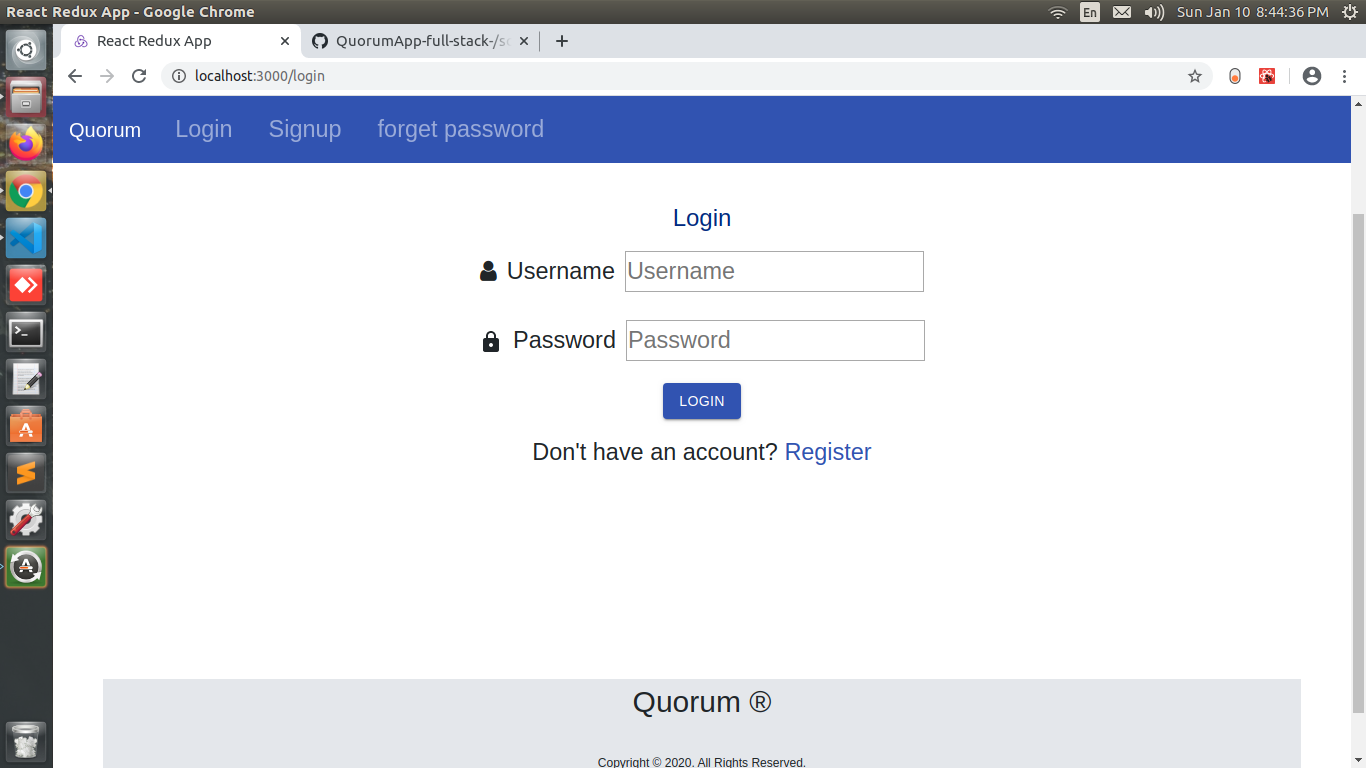 React Redux App - Google Chrome
En
Sun Jan 10 8:44:36 PM
React Redux App
QuorumApp-full-stack-/s
localhost:3000/login
Quorum Login Signup forget password
Login
Username Username
Password Password
LOGIN
Don't have an account? Register
Quorum ®
Copyright © 2020. All Rights Reserved.